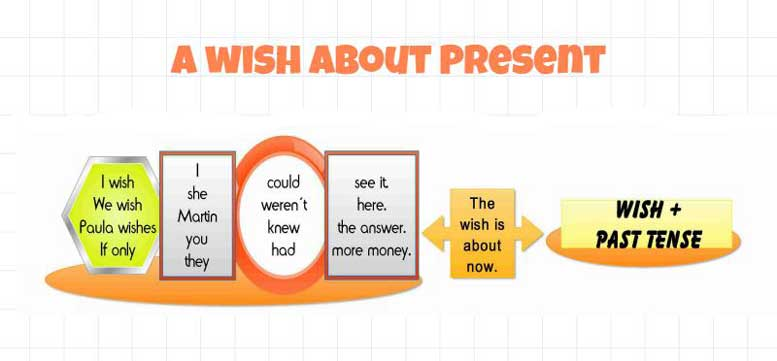 A WISH ABOUT PRESENT
I wish
We wish
Paula wishes
If only
I
she
Martin
you
they
could
weren´t
knew
had
see it.
here.
the answer.
more money.
The
wish is
about
now.
WISH +
PAST TENSE